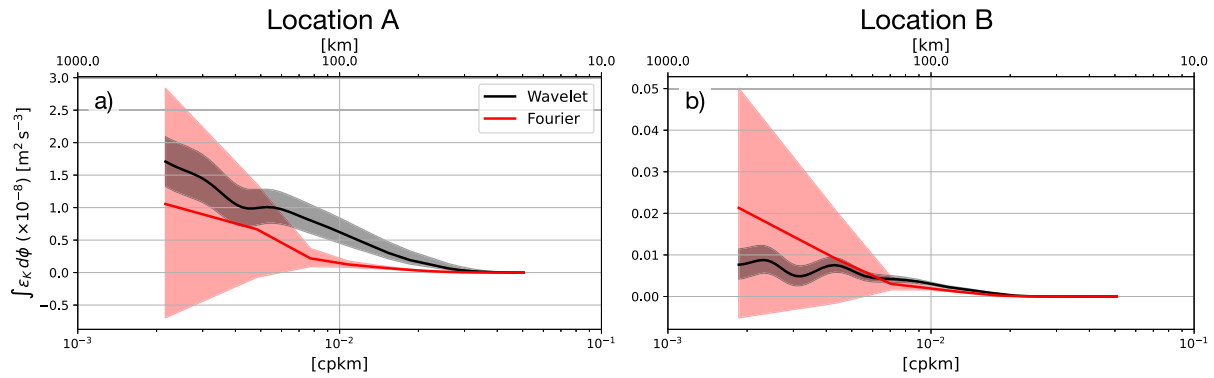 Location A
Location B
[km]
[km]
1000.0 100.0 10.0
1000.0 100.0 10.0
a)
b)
Wavelet
Fourier
∫ ε_K dϕ (×10⁻⁸) [m² s⁻³]
3.0
2.5
2.0
1.5
1.0
0.5
0.0
−0.5
0.05
0.04
0.03
0.02
0.01
0.00
10⁻³ 10⁻² 10⁻¹
10⁻³ 10⁻² 10⁻¹
[cpkm]
[cpkm]